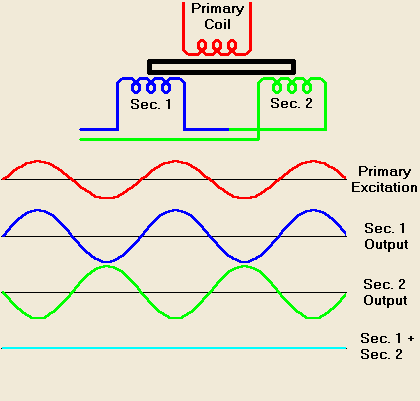 Primary
Coil
Sec. 1
Sec. 2
Primary
Excitation
Sec. 1
Output
Sec. 2
Output
Sec. 1 +
Sec. 2